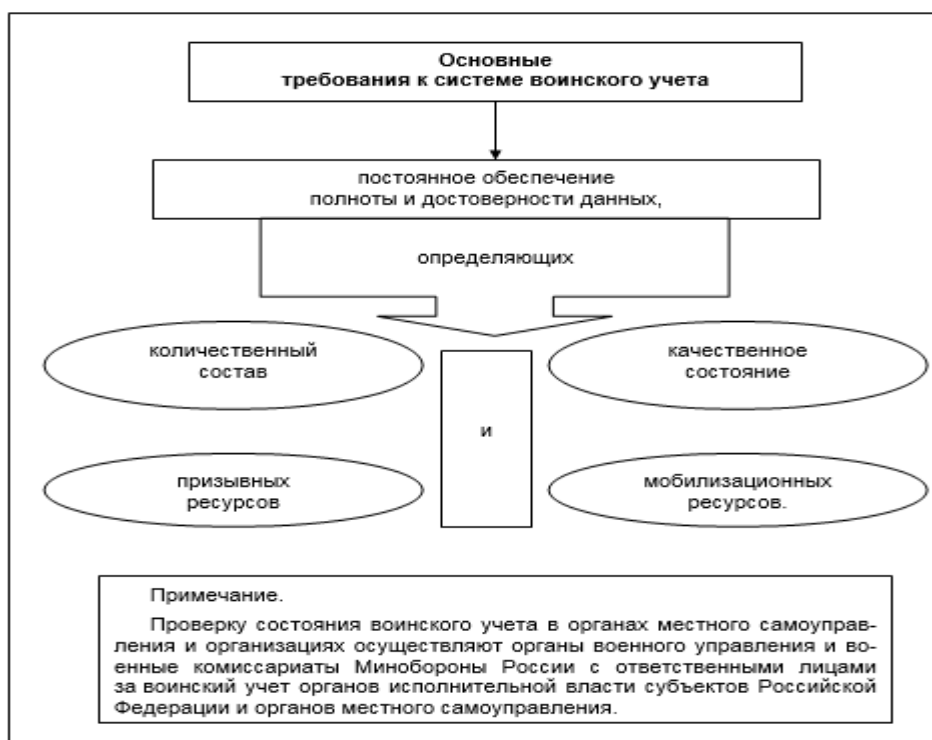 Основные
требования к системе воинского учета
постоянное обеспечение
полноты и достоверности данных,
определяющих
количественный
состав
и
качественное
состояние
призывных
ресурсов
мобилизационных
ресурсов.
Примечание.
Проверку состояния воинского учета в органах местного самоуправ-
ления и организациях осуществляют органы военного управления и во-
енные комиссариаты Минобороны России с ответственными лицами
за воинский учет органов исполнительной власти субъектов Российской
Федерации и органов местного самоуправления.